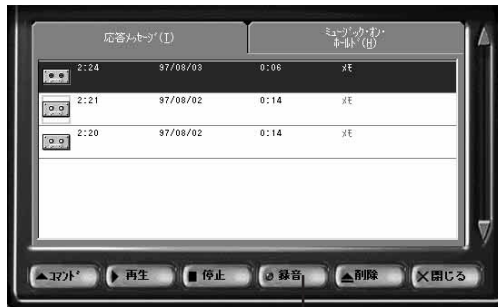 応答ﾒｯｾｰｼﾞ(T)
ﾐｭｰｼﾞｯｸ･ｵﾝ･
ﾎｰﾙﾄﾞ(H)
2:24 97/08/03 0:06 ﾒﾓ
2:21 97/08/02 0:14 ﾒﾓ
2:20 97/08/02 0:14 ﾒﾓ
ｺﾏﾝﾄﾞ 再生 停止 録音 削除 閉じる